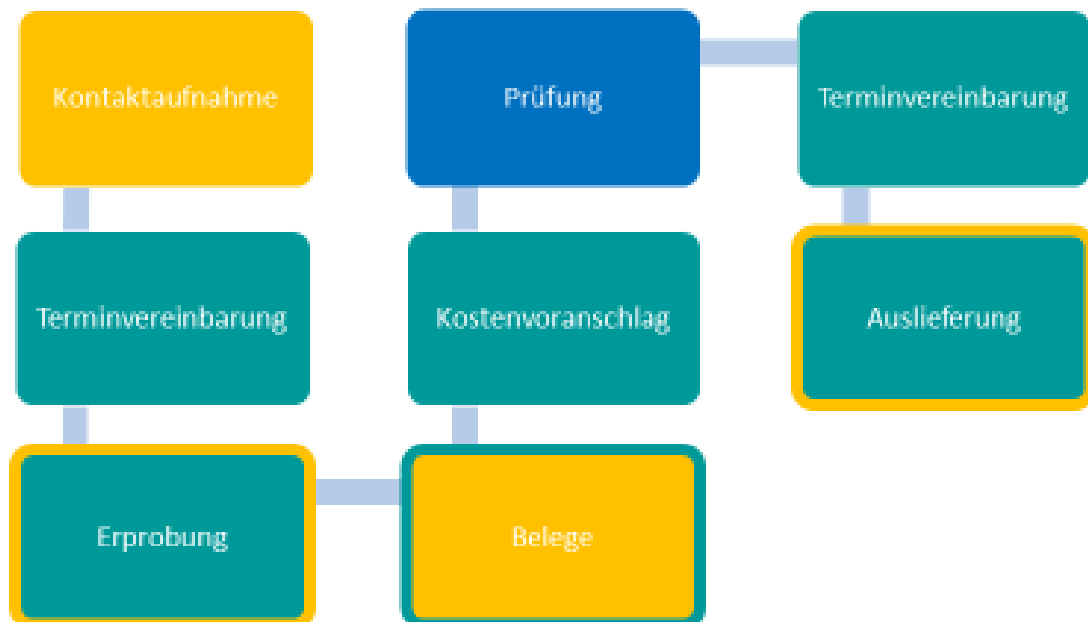 Kontaktaufnahme
Terminvereinbarung
Erprobung
Belege
Kostenvoranschlag
Prüfung
Terminvereinbarung
Auslieferung